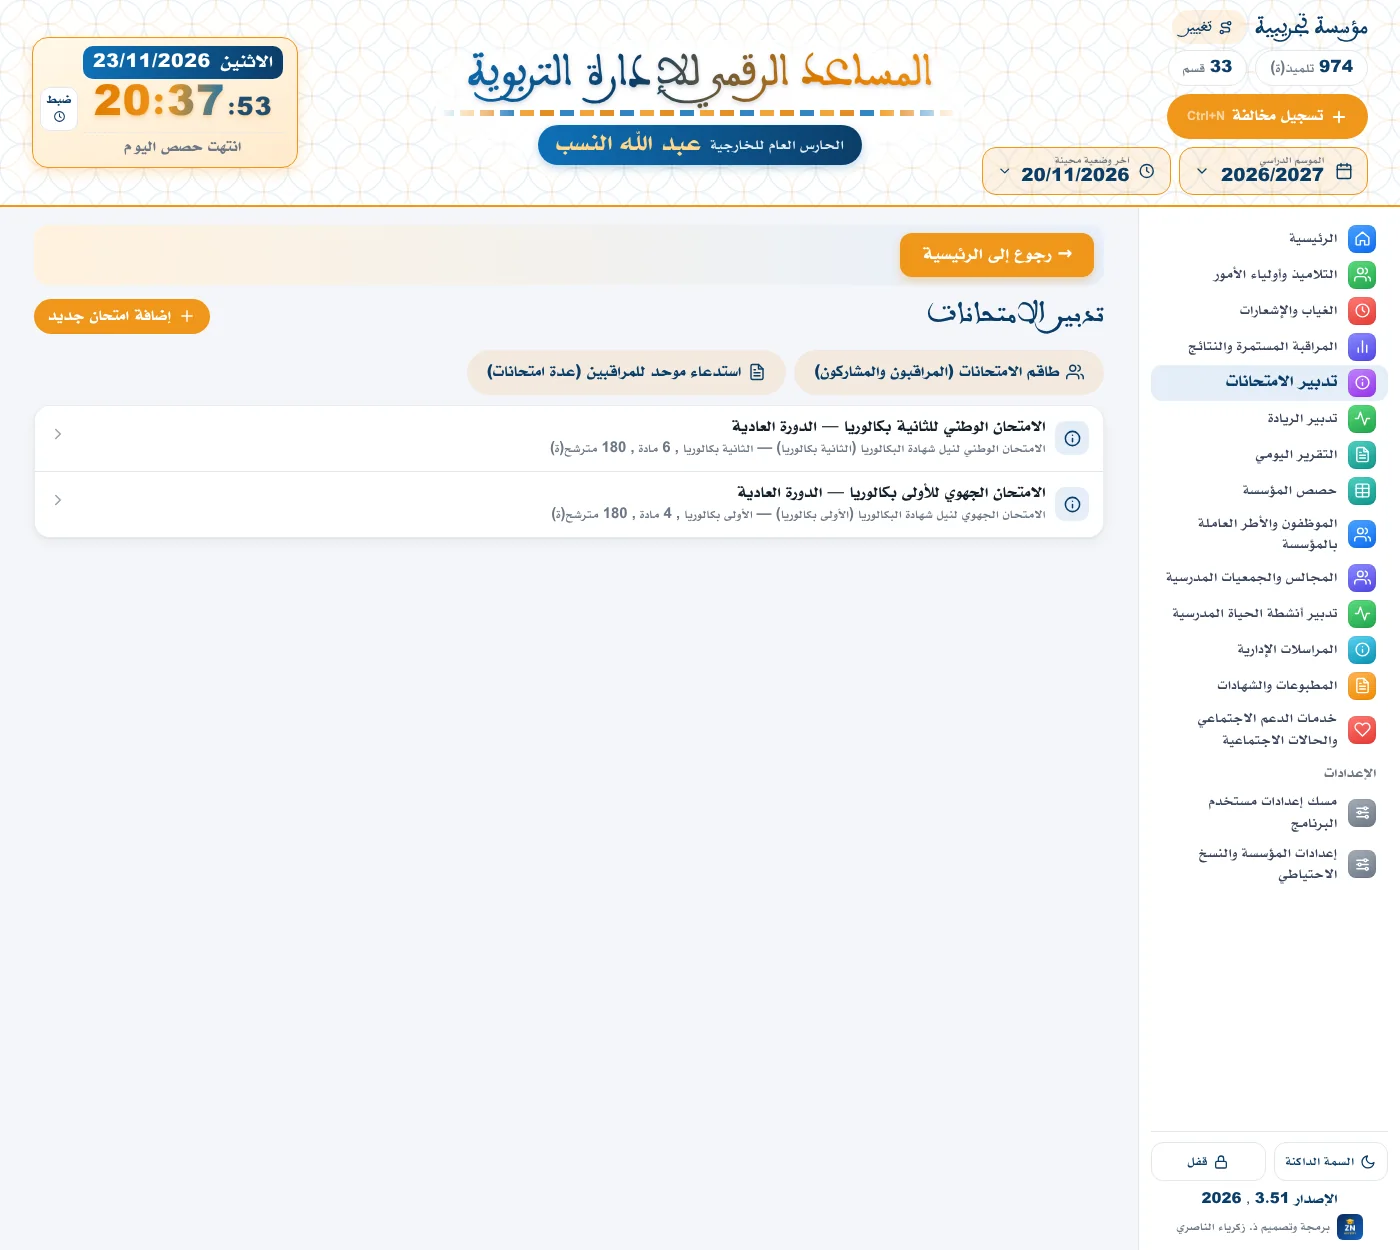 مؤسسة تجريبية
تغيير
974 تلميذ(ة)
33 قسم
تسجيل مخالفة Ctrl+N
الموسم الدراسي
2026/2027
اخر وضعية محينة
20/11/2026
المساعد الرقمي للإدارة التربوية
الحارس العام للخارجية عبد الله النسب
الاثنين 23/11/2026
20:37:53
ضبط
انتهت حصص اليوم
الرئيسية
التلاميذ وأولياء الأمور
الغياب والإشعارات
المراقبة المستمرة والنتائج
تدبير الامتحانات
تدبير الريادة
التقرير اليومي
حصص المؤسسة
الموظفون والأطر العاملة
بالمؤسسة
المجالس والجمعيات المدرسية
تدبير أنشطة الحياة المدرسية
المراسلات الإدارية
المطبوعات والشهادات
خدمات الدعم الاجتماعي
والحالات الاجتماعية
الإعدادات
مسك إعدادات مستخدم
البرنامج
إعدادات المؤسسة والنسخ
الاحتياطي
السمة الداكنة
قفل
الإصدار 3.51 , 2026
برمجة وتصميم ذ. زكرياء الناصري
ZN
→ رجوع إلى الرئيسية
تدبير الامتحانات
إضافة امتحان جديد
طاقم الامتحانات (المراقبون والمشاركون)
استدعاء موحد للمراقبين (عدة امتحانات)
الامتحان الوطني للثانية بكالوريا — الدورة العادية
الامتحان الوطني لنيل شهادة البكالوريا (الثانية بكالوريا) — الثانية بكالوريا , 6 مادة , 180 مترشح(ة)
الامتحان الجهوي للأولى بكالوريا — الدورة العادية
الامتحان الجهوي لنيل شهادة البكالوريا (الأولى بكالوريا) — الأولى بكالوريا , 4 مادة , 180 مترشح(ة)